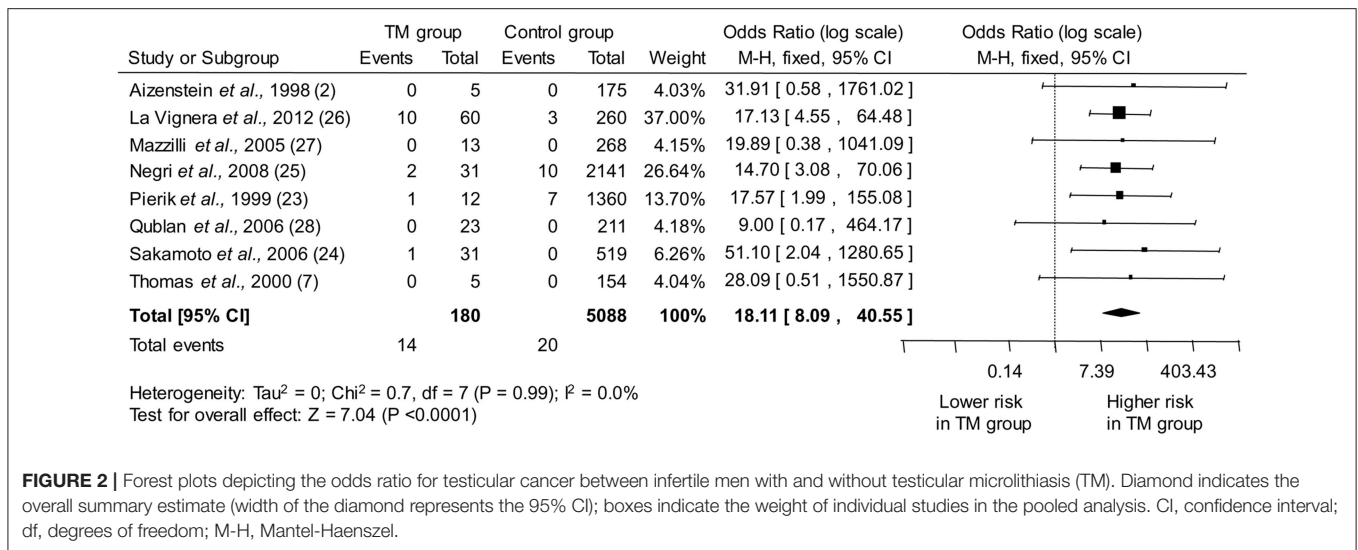 TM group Control group Odds Ratio (log scale) Odds Ratio (log scale)
Study or Subgroup Events Total Events Total Weight M-H, fixed, 95% CI M-H, fixed, 95% CI
Aizenstein et al., 1998 (2) 0 5 0 175 4.03% 31.91 [ 0.58 , 1761.02 ]
La Vignera et al., 2012 (26) 10 60 3 260 37.00% 17.13 [ 4.55 , 64.48 ]
Mazzilli et al., 2005 (27) 0 13 0 268 4.15% 19.89 [ 0.38 , 1041.09 ]
Negri et al., 2008 (25) 2 31 10 2141 26.64% 14.70 [ 3.08 , 70.06 ]
Pierik et al., 1999 (23) 1 12 7 1360 13.70% 17.57 [ 1.99 , 155.08 ]
Qublan et al., 2006 (28) 0 23 0 211 4.18% 9.00 [ 0.17 , 464.17 ]
Sakamoto et al., 2006 (24) 1 31 0 519 6.26% 51.10 [ 2.04 , 1280.65 ]
Thomas et al., 2000 (7) 0 5 0 154 4.04% 28.09 [ 0.51 , 1550.87 ]
Total [95% CI] 180 5088 100% 18.11 [ 8.09 , 40.55 ]
Total events 14 20
0.14 7.39 403.43
Heterogeneity: Tau² = 0; Chi² = 0.7, df = 7 (P = 0.99); I² = 0.0%
Test for overall effect: Z = 7.04 (P <0.0001)
Lower risk Higher risk
in TM group in TM group
FIGURE 2 | Forest plots depicting the odds ratio for testicular cancer between infertile men with and without testicular microlithiasis (TM). Diamond indicates the
overall summary estimate (width of the diamond represents the 95% CI); boxes indicate the weight of individual studies in the pooled analysis. CI, confidence interval;
df, degrees of freedom; M-H, Mantel-Haenszel.